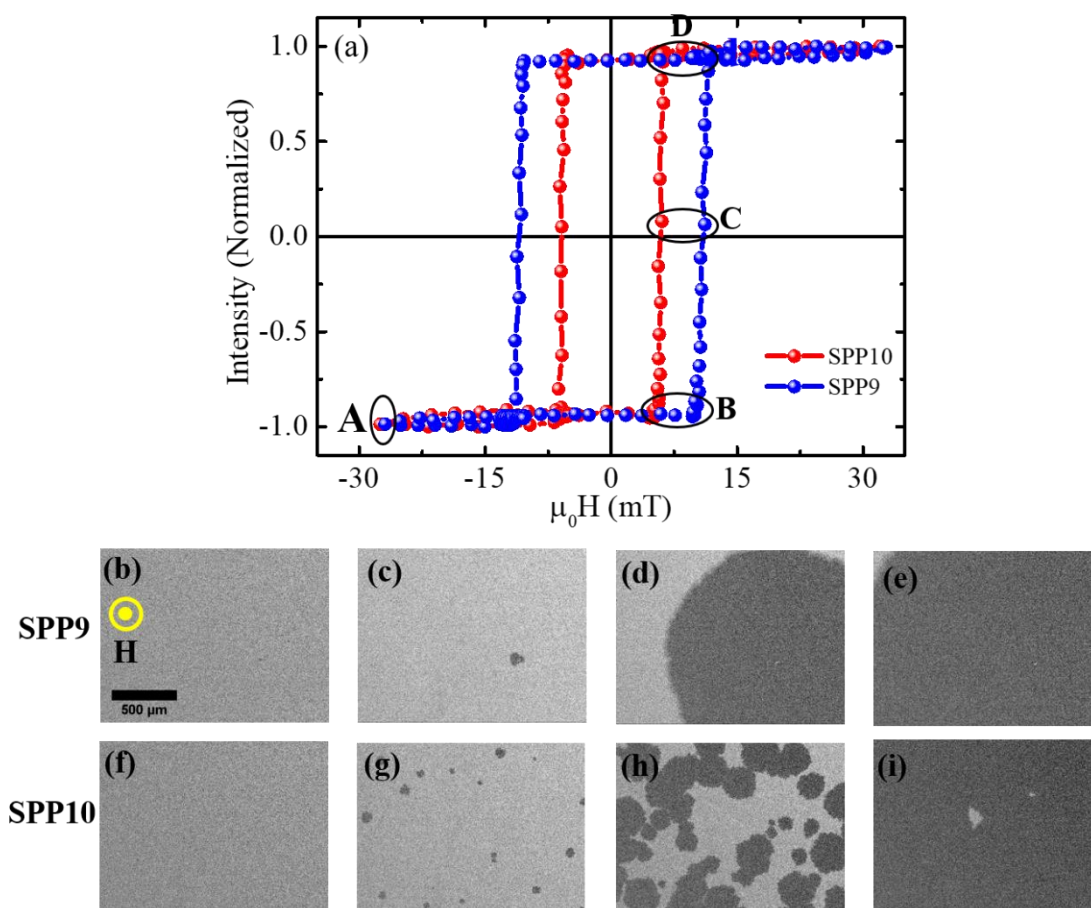 (a)
D
1.0
0.5
0.0
-0.5
-1.0
Intensity (Normalized)
C
SPP10
SPP9
A
B
-30 -15 0 15 30
μ₀H (mT)
(b) (c) (d) (e)
SPP9
H
500 μm
(f) (g) (h) (i)
SPP10